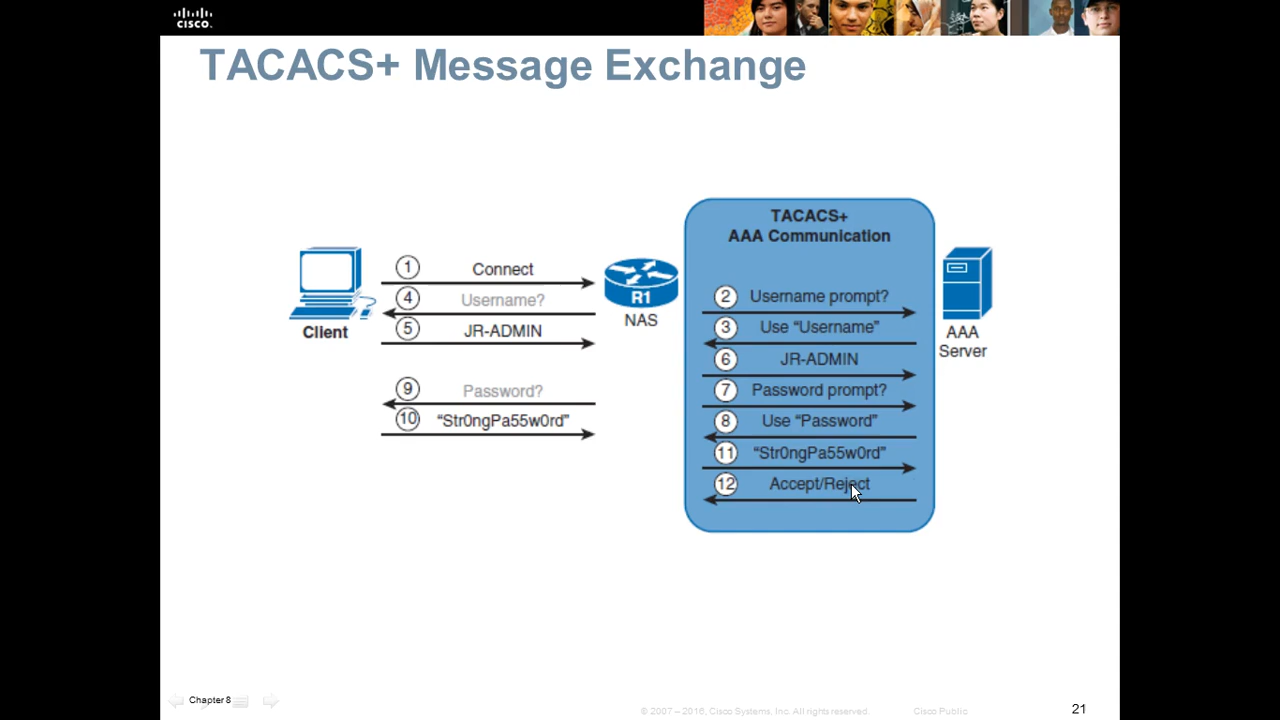 CISCO.
TACACS+ Message Exchange
TACACS+
AAA Communication
1 Connect
4 Username?
5 JR-ADMIN
9 Password?
10 “Str0ngPa55w0rd”
Client
R1
NAS
2 Username prompt?
3 Use “Username”
6 JR-ADMIN
7 Password prompt?
8 Use “Password”
11 “Str0ngPa55w0rd”
12 Accept/Reject
AAA
Server
Chapter 8
© 2007 – 2016, Cisco Systems, Inc. All rights reserved.
Cisco Public
21